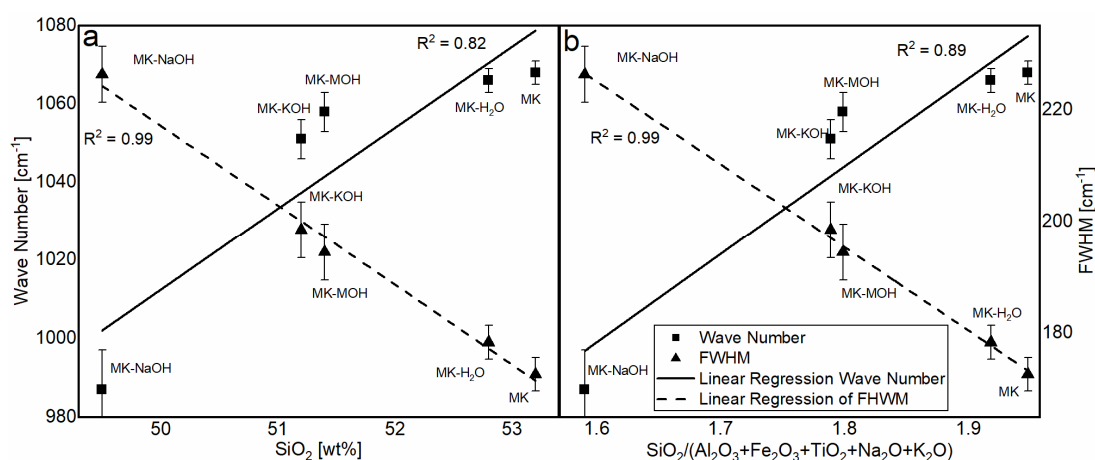 a
R² = 0.82
MK-NaOH
MK-MOH
MK-KOH
MK-H₂O
MK
R² = 0.99
MK-KOH
MK-MOH
MK-NaOH
MK-H₂O
MK
1080
1060
1040
1020
1000
980
Wave Number [cm⁻¹]
50
51
52
53
SiO₂ [wt%]
b
R² = 0.89
MK-NaOH
MK-MOH
MK-KOH
MK-H₂O
MK
R² = 0.99
MK-KOH
MK-MOH
MK-H₂O
MK-NaOH
MK
Wave Number
FWHM
Linear Regression Wave Number
Linear Regression of FHWM
220
200
180
FWHM [cm⁻¹]
1.6
1.7
1.8
1.9
SiO₂/(Al₂O₃+Fe₂O₃+TiO₂+Na₂O+K₂O)